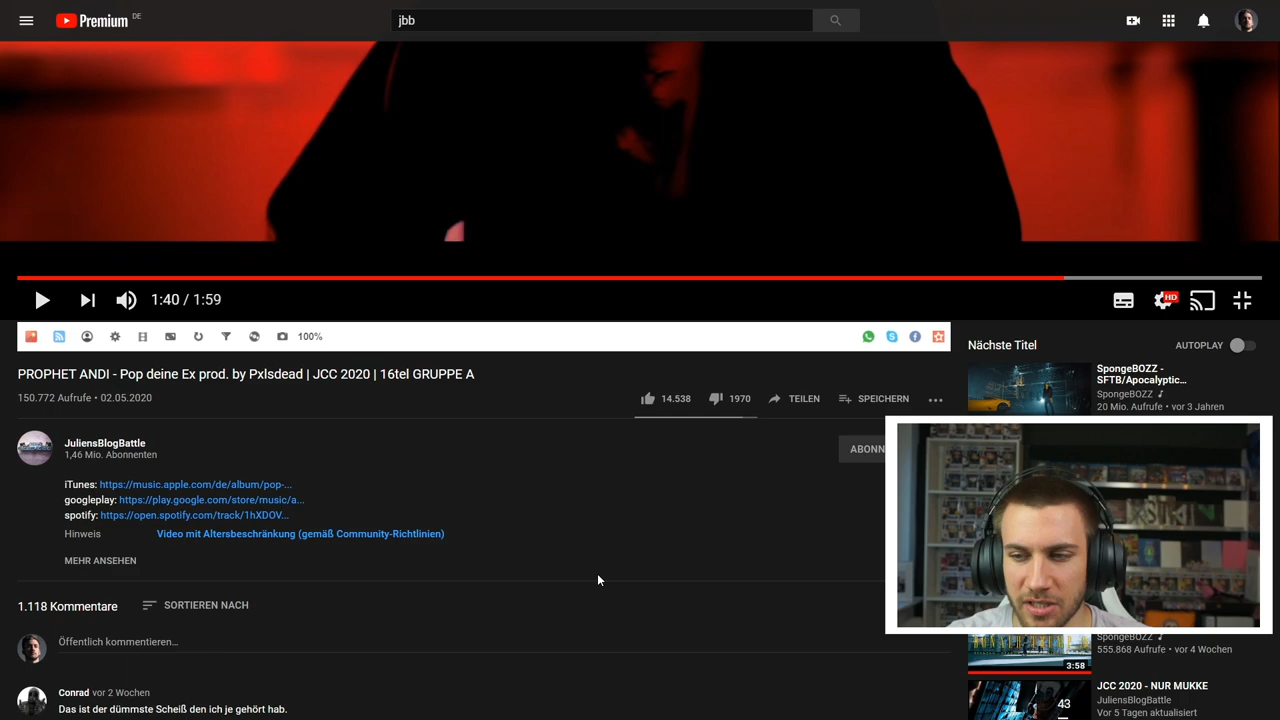 Premium DE
jbb
1:40 / 1:59
HD
100%
PROPHET ANDI - Pop deine Ex prod. by Pxlsdead | JCC 2020 | 16tel GRUPPE A
150.772 Aufrufe • 02.05.2020
14.538 1970 TEILEN SPEICHERN
JuliensBlogBattle
1,46 Mio. Abonnenten
ABONN
iTunes: https://music.apple.com/de/album/pop-...
googleplay: https://play.google.com/store/music/a...
spotify: https://open.spotify.com/track/1hXDOV...
Hinweis Video mit Altersbeschränkung (gemäß Community-Richtlinien)
MEHR ANSEHEN
1.118 Kommentare SORTIEREN NACH
Öffentlich kommentieren...
Conrad vor 2 Wochen
Das ist der dümmste Scheiß den ich je gehört hab.
Nächste Titel AUTOPLAY
SpongeBOZZ -
SFTB/Apocalyptic...
SpongeBOZZ
20 Mio. Aufrufe • vor 3 Jahren
SpongeBOZZ
555.868 Aufrufe • vor 4 Wochen
3:58
JCC 2020 - NUR MUKKE
JuliensBlogBattle
Vor 5 Tagen aktualisiert
43